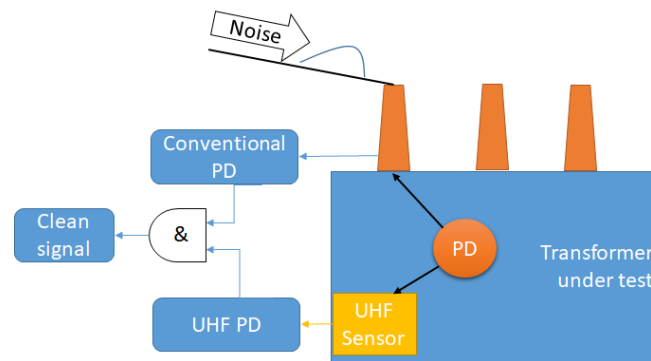 Noise
Conventional
PD
Clean
signal
&
PD
Transformer
under test
UHF PD
UHF
Sensor